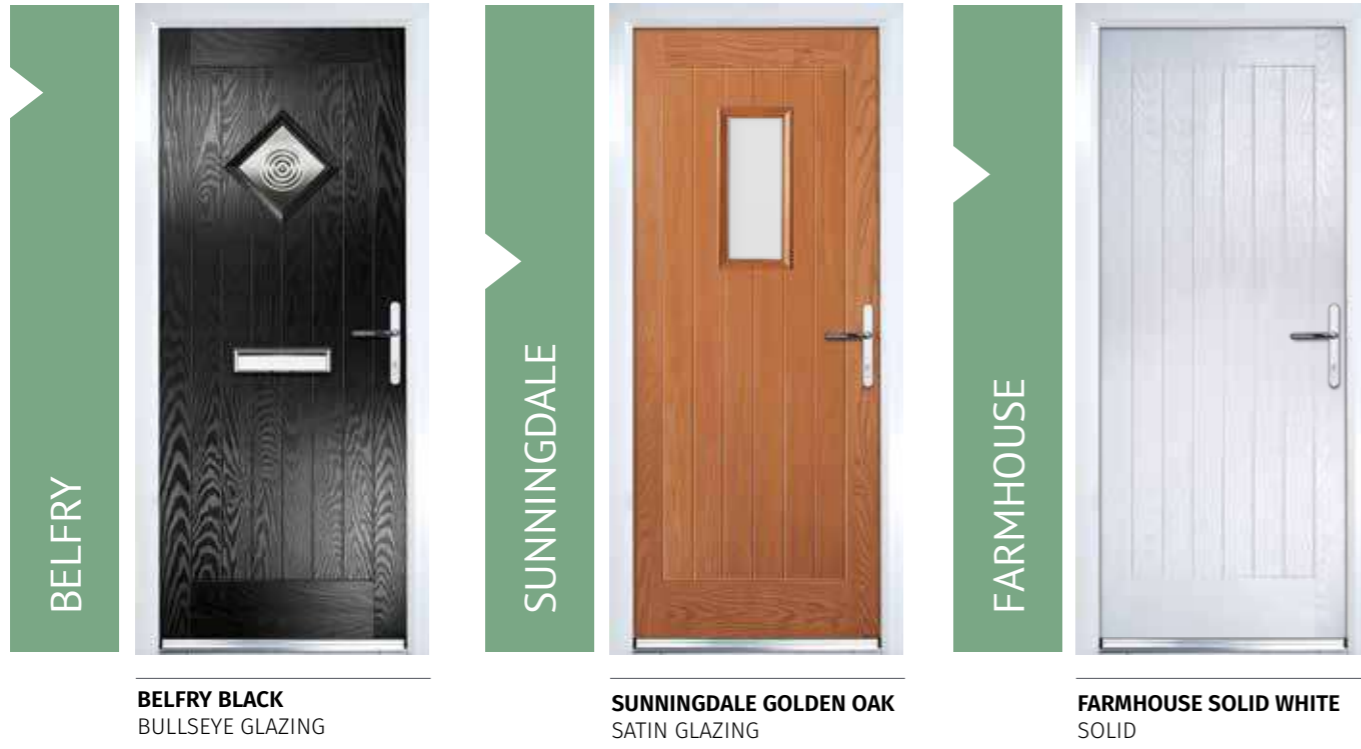 BELFRY
BELFRY BLACK
BULLSEYE GLAZING
SUNNINGDALE
SUNNINGDALE GOLDEN OAK
SATIN GLAZING
FARMHOUSE
FARMHOUSE SOLID WHITE
SOLID